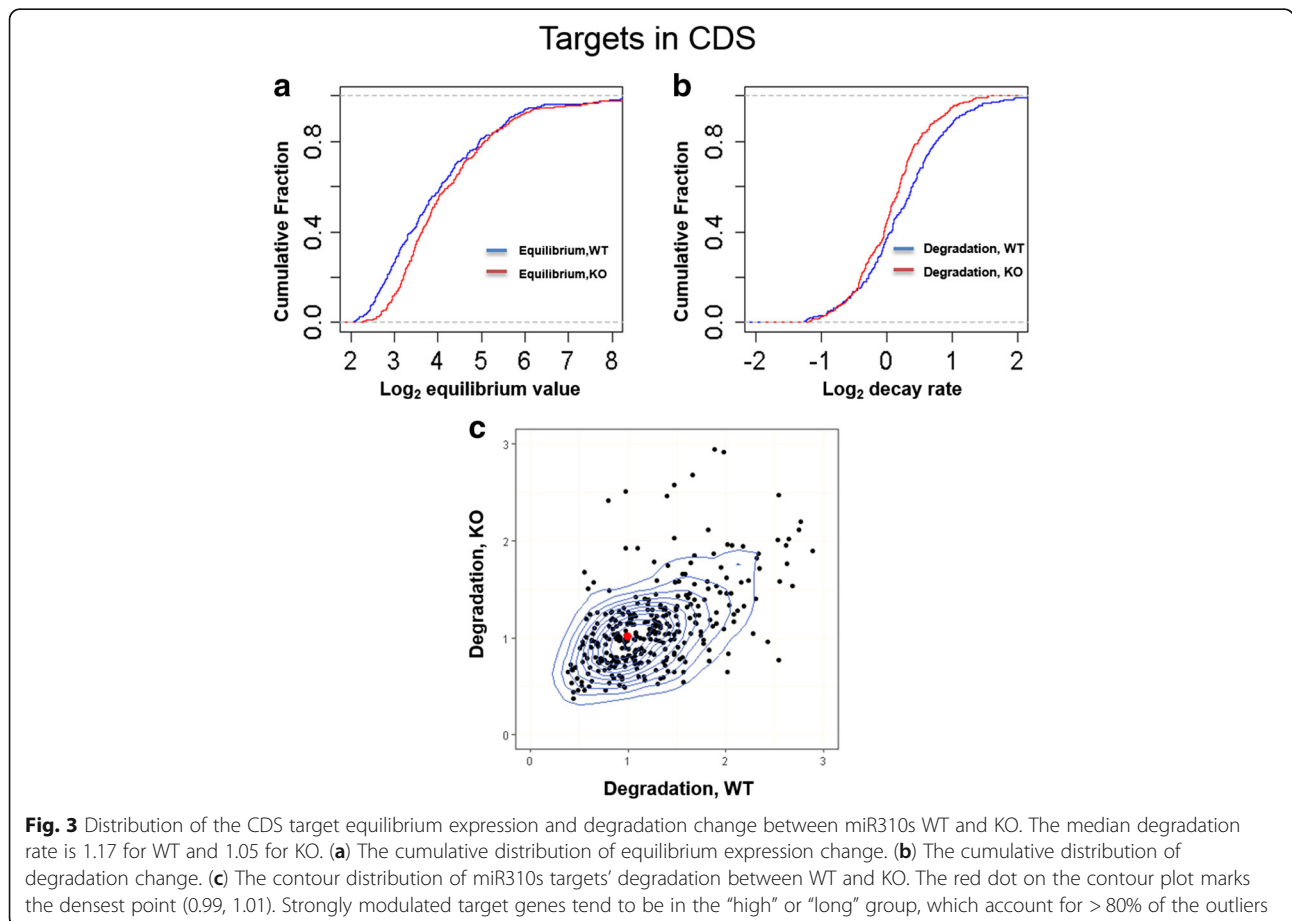 Targets in CDS
a
Cumulative Fraction
0.0 0.4 0.8
Equilibrium,WT
Equilibrium,KO
2 3 4 5 6 7 8
Log2 equilibrium value
b
Cumulative Fraction
0.0 0.4 0.8
Degradation, WT
Degradation, KO
-2 -1 0 1 2
Log2 decay rate
c
Degradation, KO
3
2
1
0
0 1 2 3
Degradation, WT
Fig. 3 Distribution of the CDS target equilibrium expression and degradation change between miR310s WT and KO. The median degradation
rate is 1.17 for WT and 1.05 for KO. (a) The cumulative distribution of equilibrium expression change. (b) The cumulative distribution of
degradation change. (c) The contour distribution of miR310s targets’ degradation between WT and KO. The red dot on the contour plot marks
the densest point (0.99, 1.01). Strongly modulated target genes tend to be in the “high” or “long” group, which account for > 80% of the outliers